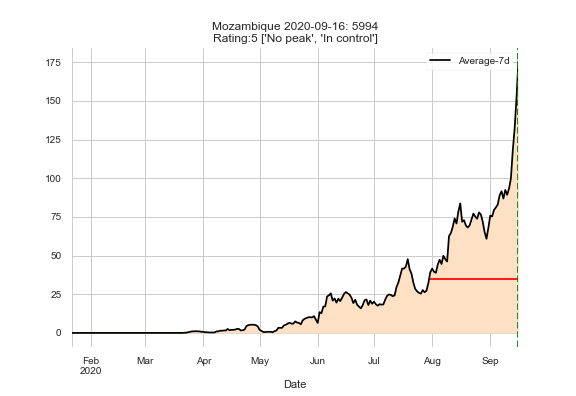 Mozambique 2020-09-16: 5994
Rating:5 ['No peak', 'In control']
Average-7d
175
150
125
100
75
50
25
0
Feb Mar Apr May Jun Jul Aug Sep
2020
Date